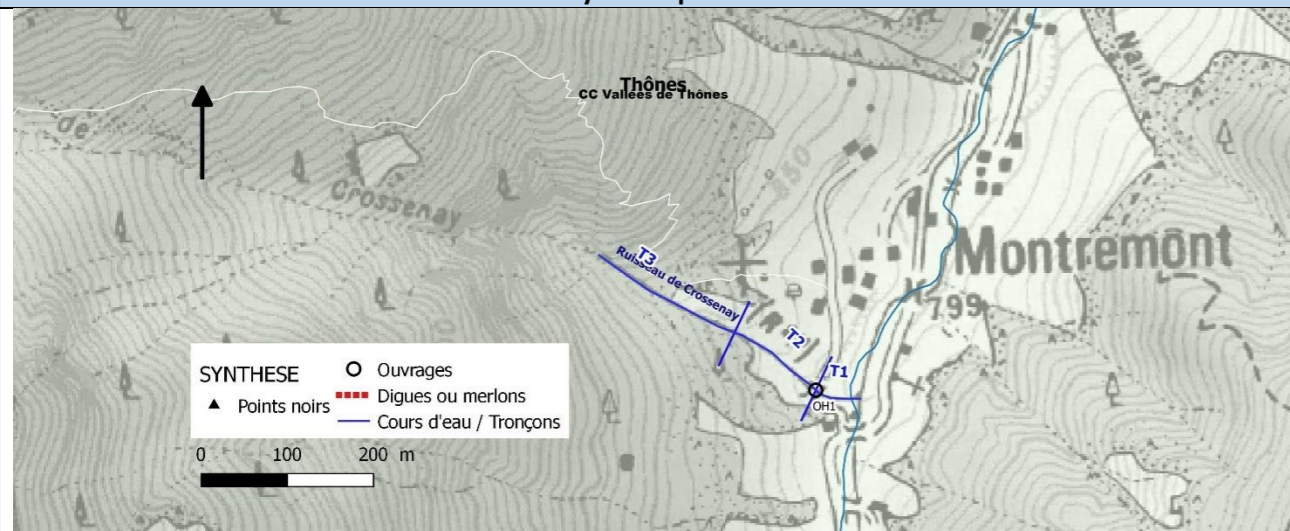 Thônes
CC Vallées de Thônes
Nant
de
Crossenay
850
T3
Ruisseau de Crossenay
Montremont
799
T2
T1
OH1
SYNTHESE
Points noirs
Ouvrages
Digues ou merlons
Cours d'eau / Tronçons
0 100 200 m